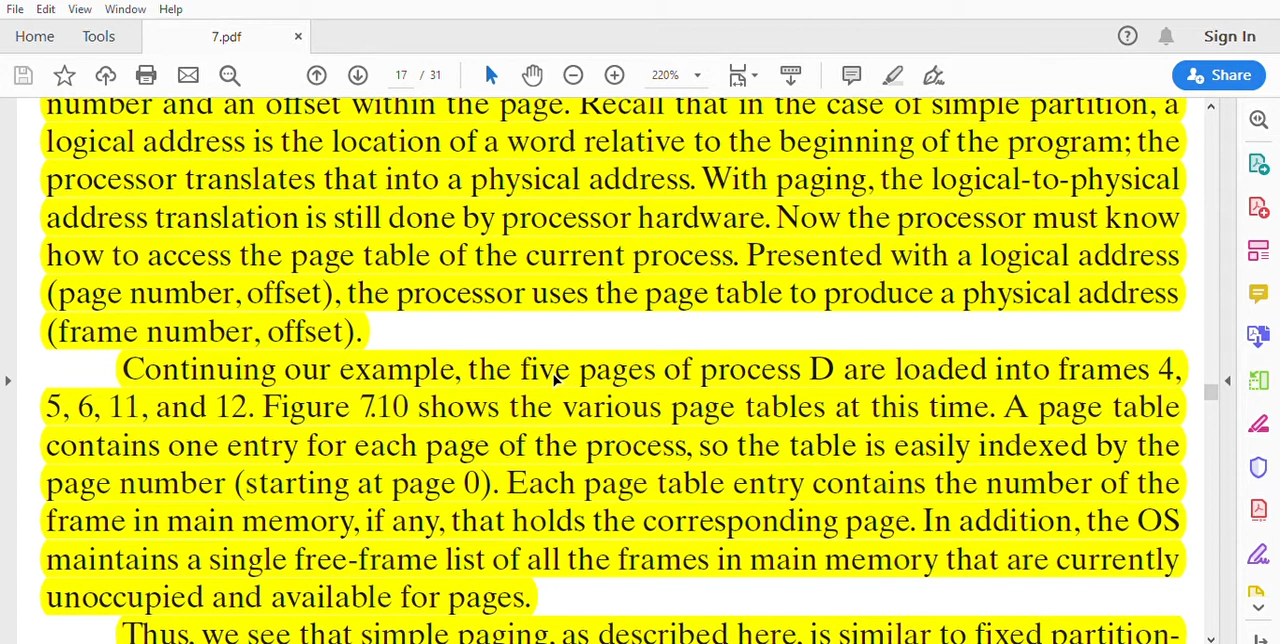 File Edit View Window Help
Home Tools 7.pdf × Sign In
17 / 31 220% Share
number and an offset within the page. Recall that in the case of simple partition, a
logical address is the location of a word relative to the beginning of the program; the
processor translates that into a physical address. With paging, the logical-to-physical
address translation is still done by processor hardware. Now the processor must know
how to access the page table of the current process. Presented with a logical address
(page number, offset), the processor uses the page table to produce a physical address
(frame number, offset).
Continuing our example, the five pages of process D are loaded into frames 4,
5, 6, 11, and 12. Figure 7.10 shows the various page tables at this time. A page table
contains one entry for each page of the process, so the table is easily indexed by the
page number (starting at page 0). Each page table entry contains the number of the
frame in main memory, if any, that holds the corresponding page. In addition, the OS
maintains a single free-frame list of all the frames in main memory that are currently
unoccupied and available for pages.
Thus, we see that simple paging, as described here, is similar to fixed partition-